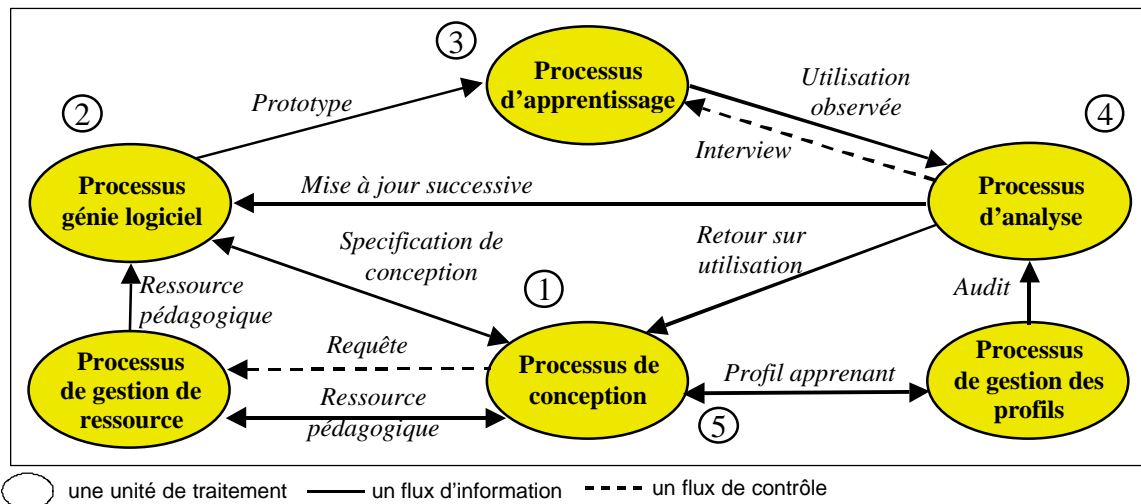 3
Processus
d'apprentissage
Utilisation
observée
2
Prototype
4
Interview
Processus
génie logiciel
Mise à jour successive
Processus
d'analyse
Specification de
conception
Retour sur
utilisation
Ressource
pédagogique
1
Audit
Processus
de gestion de
ressource
Requête
Processus de
conception
Profil apprenant
Processus
de gestion des
profils
Ressource
pédagogique
5
une unité de traitement
un flux d'information
un flux de contrôle